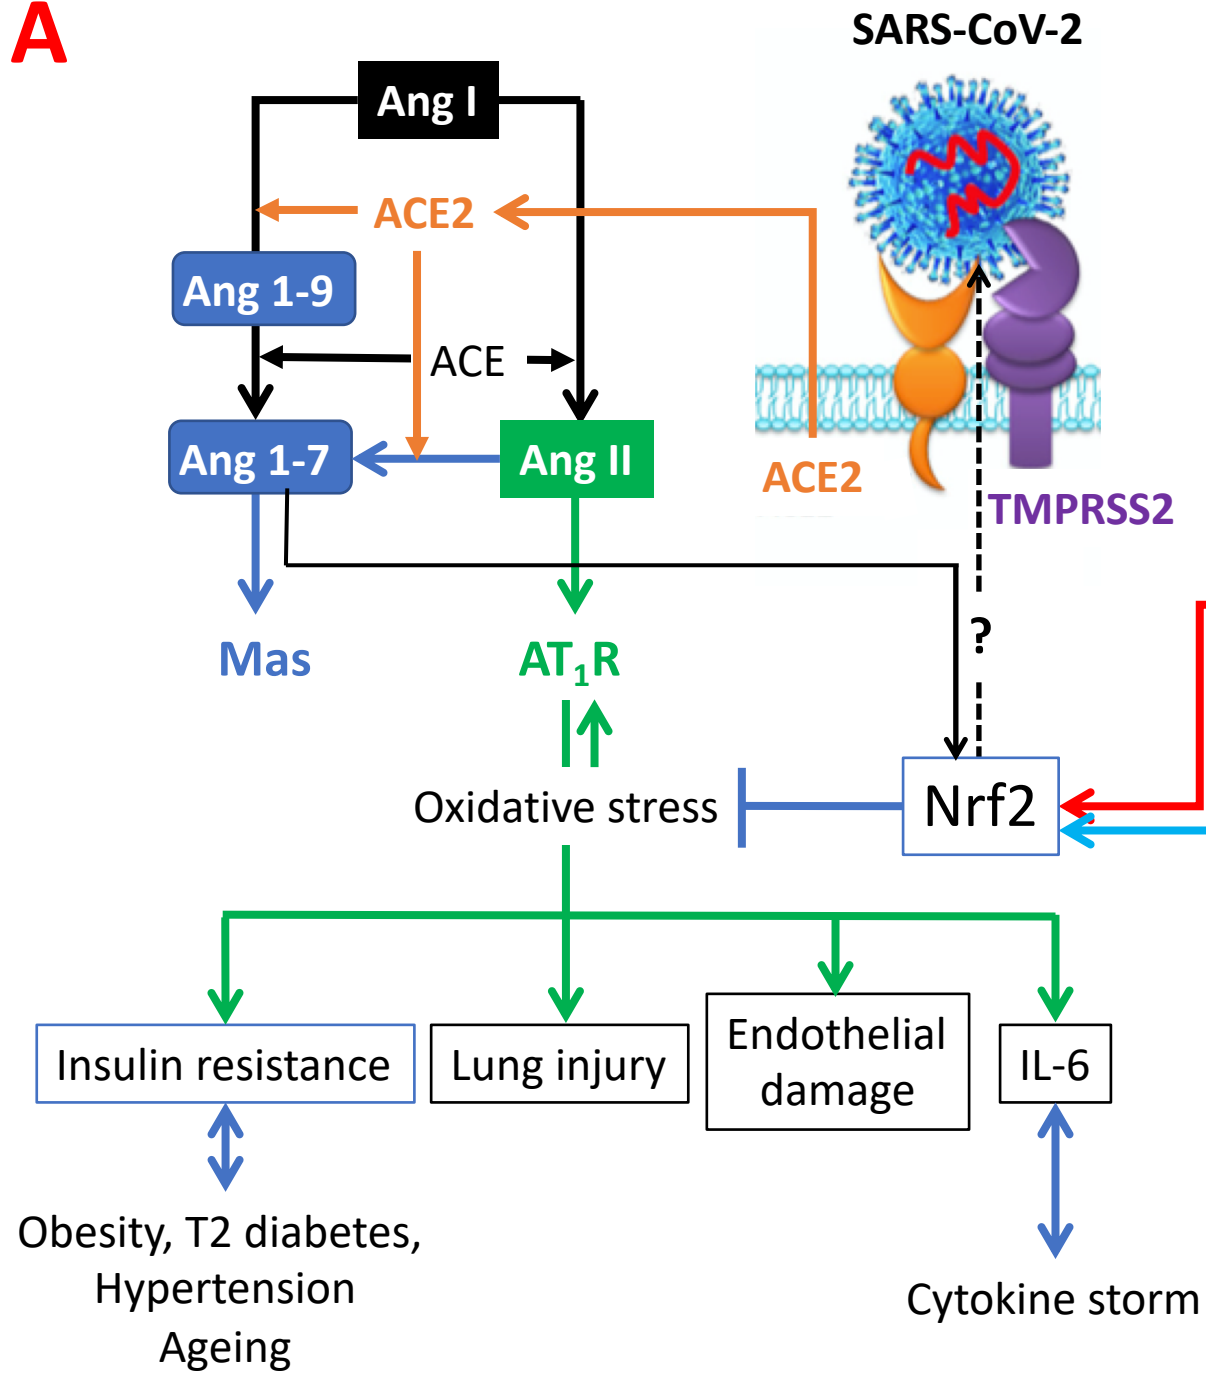 A
SARS-CoV-2
Ang I
ACE2
Ang 1-9
ACE
Ang 1-7
Ang II
ACE2
TMPRSS2
Mas
AT₁R
?
Oxidative stress
Nrf2
Insulin resistance
Lung injury
Endothelial
damage
IL-6
Obesity, T2 diabetes,
Hypertension
Ageing
Cytokine storm